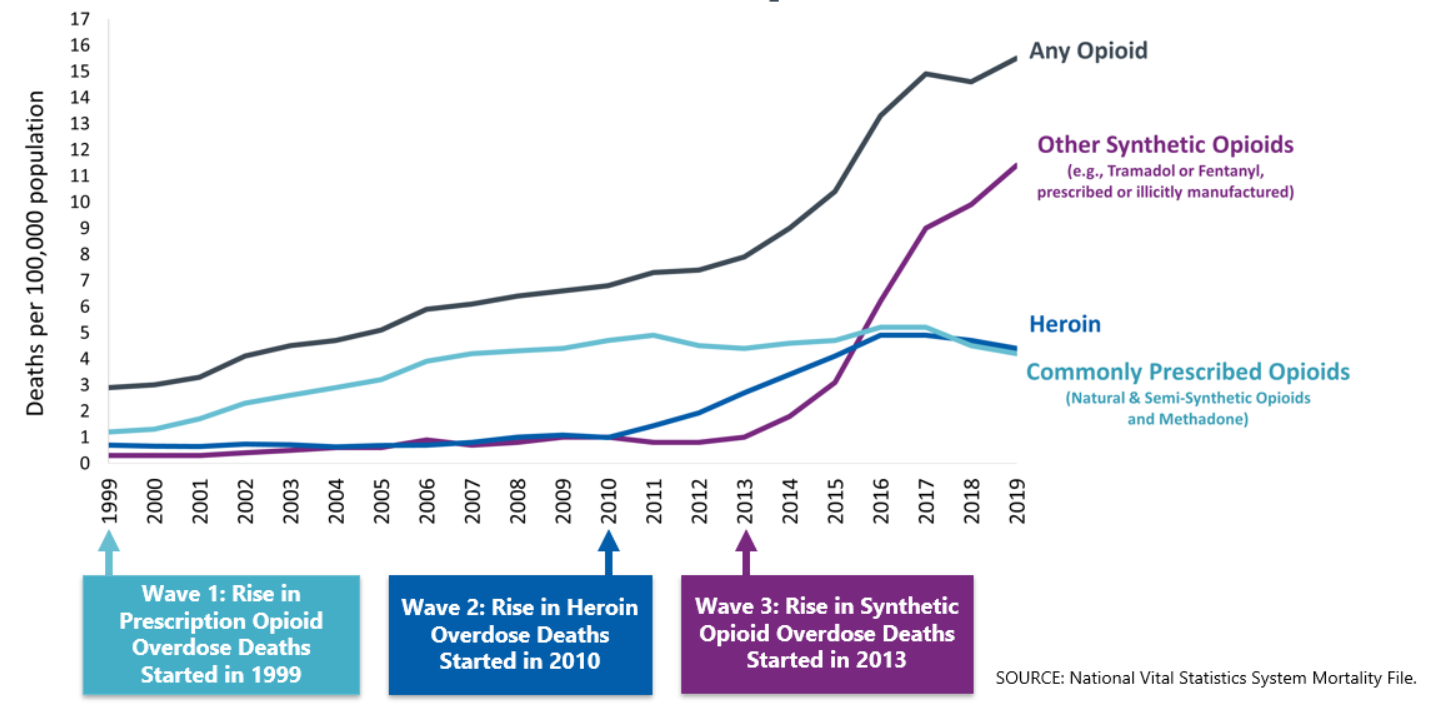 17
16
15
14
13
12
11
10
9
8
7
6
5
4
3
2
1
0
Deaths per 100,000 population
Any Opioid
Other Synthetic Opioids
(e.g., Tramadol or Fentanyl,
prescribed or illicitly manufactured)
Heroin
Commonly Prescribed Opioids
(Natural & Semi-Synthetic Opioids
and Methadone)
1999
2000
2001
2002
2003
2004
2005
2006
2007
2008
2009
2010
2011
2012
2013
2014
2015
2016
2017
2018
2019
Wave 1: Rise in
Prescription Opioid
Overdose Deaths
Started in 1999
Wave 2: Rise in Heroin
Overdose Deaths
Started in 2010
Wave 3: Rise in Synthetic
Opioid Overdose Deaths
Started in 2013
SOURCE: National Vital Statistics System Mortality File.